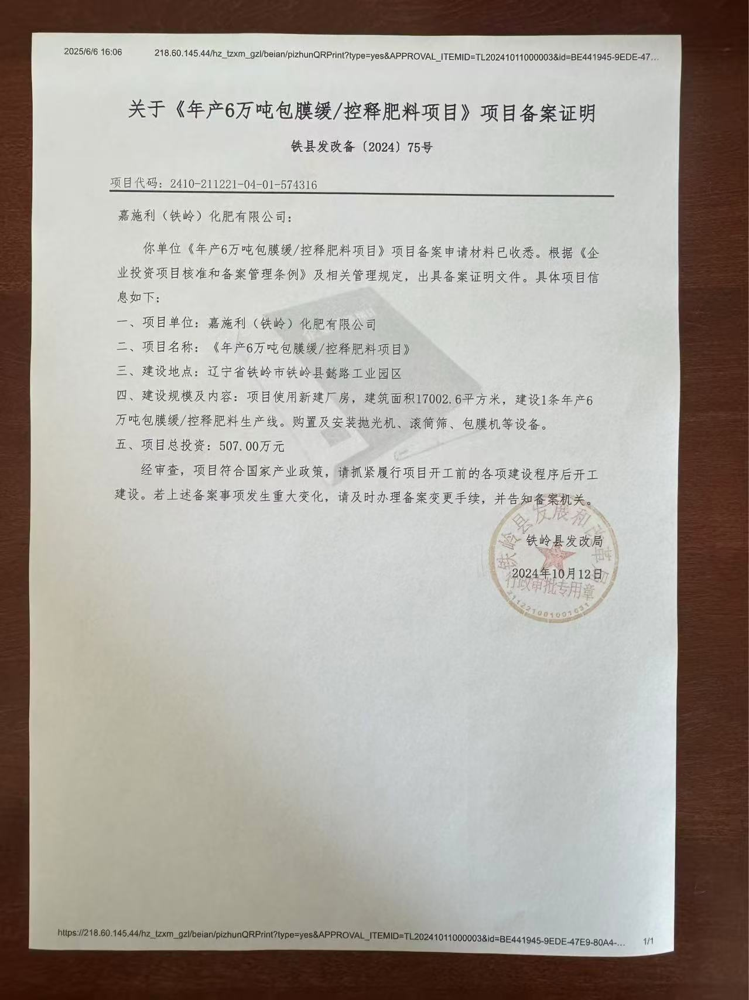 2025/6/6 16:06
218.60.145.44/hz_tzxm_gzl/beian/pizhunQRPrint?type=yes&APPROVAL_ITEMID=TL20241011000003&id=BE441945-9EDE-47...
关于《年产6万吨包膜缓/控释肥料项目》项目备案证明
铁县发改备〔2024〕75号
项目代码：2410-211221-04-01-574316
嘉施利（铁岭）化肥有限公司：
你单位《年产6万吨包膜缓/控释肥料项目》项目备案申请材料已收悉。根据《企
业投资项目核准和备案管理条例》及相关管理规定，出具备案证明文件。具体项目信
息如下：
一、项目单位：嘉施利（铁岭）化肥有限公司
二、项目名称：《年产6万吨包膜缓/控释肥料项目》
三、建设地点：辽宁省铁岭市铁岭县懿路工业园区
四、建设规模及内容：项目使用新建厂房，建筑面积17002.6平方米，建设1条年产6
万吨包膜缓/控释肥料生产线。购置及安装抛光机、滚筒筛、包膜机等设备。
五、项目总投资：507.00万元
经审查，项目符合国家产业政策，请抓紧履行项目开工前的各项建设程序后开工
建设。若上述备案事项发生重大变化，请及时办理备案变更手续，并告知备案机关。
铁岭县发展和改革局
铁岭县发改局
2024年10月12日
行政审批专用章
211221001001031
https://218.60.145.44/hz_tzxm_gzl/beian/pizhunQRPrint?type=yes&APPROVAL_ITEMID=TL20241011000003&id=BE441945-9EDE-47E9-80A4-...
1/1